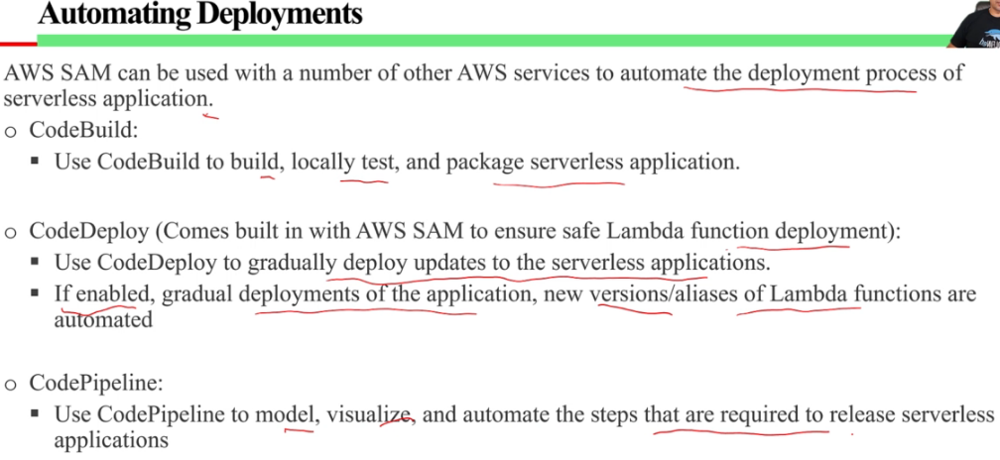 Automating Deployments
AWS SAM can be used with a number of other AWS services to automate the deployment process of
serverless application.
o CodeBuild:
▪ Use CodeBuild to build, locally test, and package serverless application.
o CodeDeploy (Comes built in with AWS SAM to ensure safe Lambda function deployment):
▪ Use CodeDeploy to gradually deploy updates to the serverless applications.
▪ If enabled, gradual deployments of the application, new versions/aliases of Lambda functions are
automated
o CodePipeline:
▪ Use CodePipeline to model, visualize, and automate the steps that are required to release serverless
applications